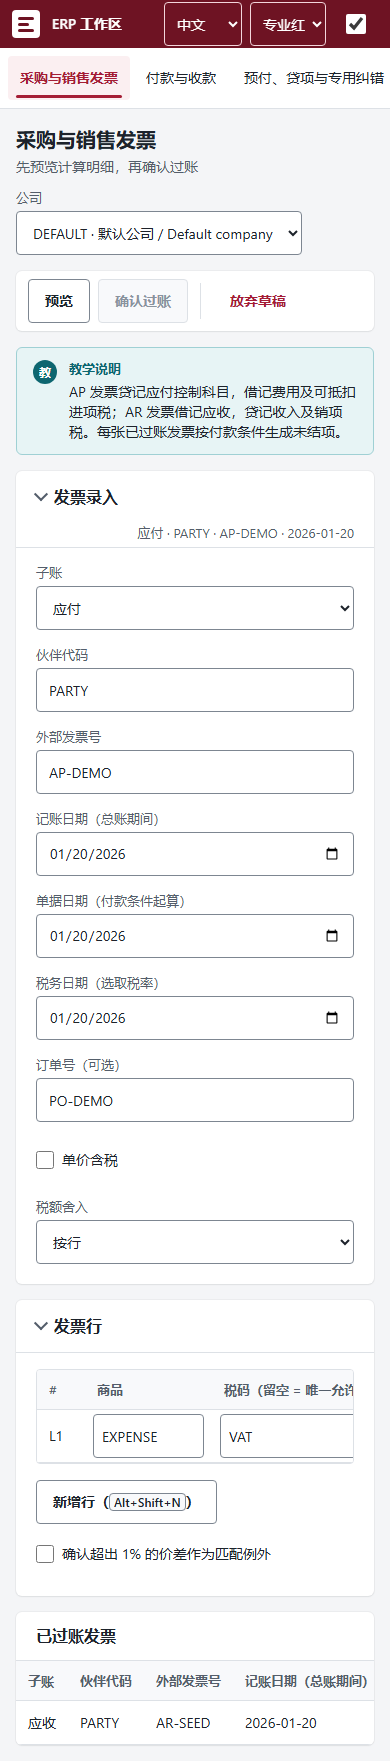 ERP 工作区
中文
专业红
采购与销售发票
付款与收款
预付、贷项与专用纠错
采购与销售发票
先预览计算明细，再确认过账
公司
DEFAULT · 默认公司 / Default company
预览
确认过账
放弃草稿
教
教学说明
AP 发票贷记应付控制科目，借记费用及可抵扣
进项税；AR 发票借记应收，贷记收入及销项
税。每张已过账发票按付款条件生成未结项。
发票录入
应付 · PARTY · AP-DEMO · 2026-01-20
子账
应付
伙伴代码
PARTY
外部发票号
AP-DEMO
记账日期（总账期间）
01/20/2026
单据日期（付款条件起算）
01/20/2026
税务日期（选取税率）
01/20/2026
订单号（可选）
PO-DEMO
单价含税
税额舍入
按行
发票行
# 商品 税码（留空 = 唯一允许
L1 EXPENSE VAT
新增行（Alt+Shift+N）
确认超出 1% 的价差作为匹配例外
已过账发票
子账 伙伴代码 外部发票号 记账日期（总账期间）
应收 PARTY AR-SEED 2026-01-20